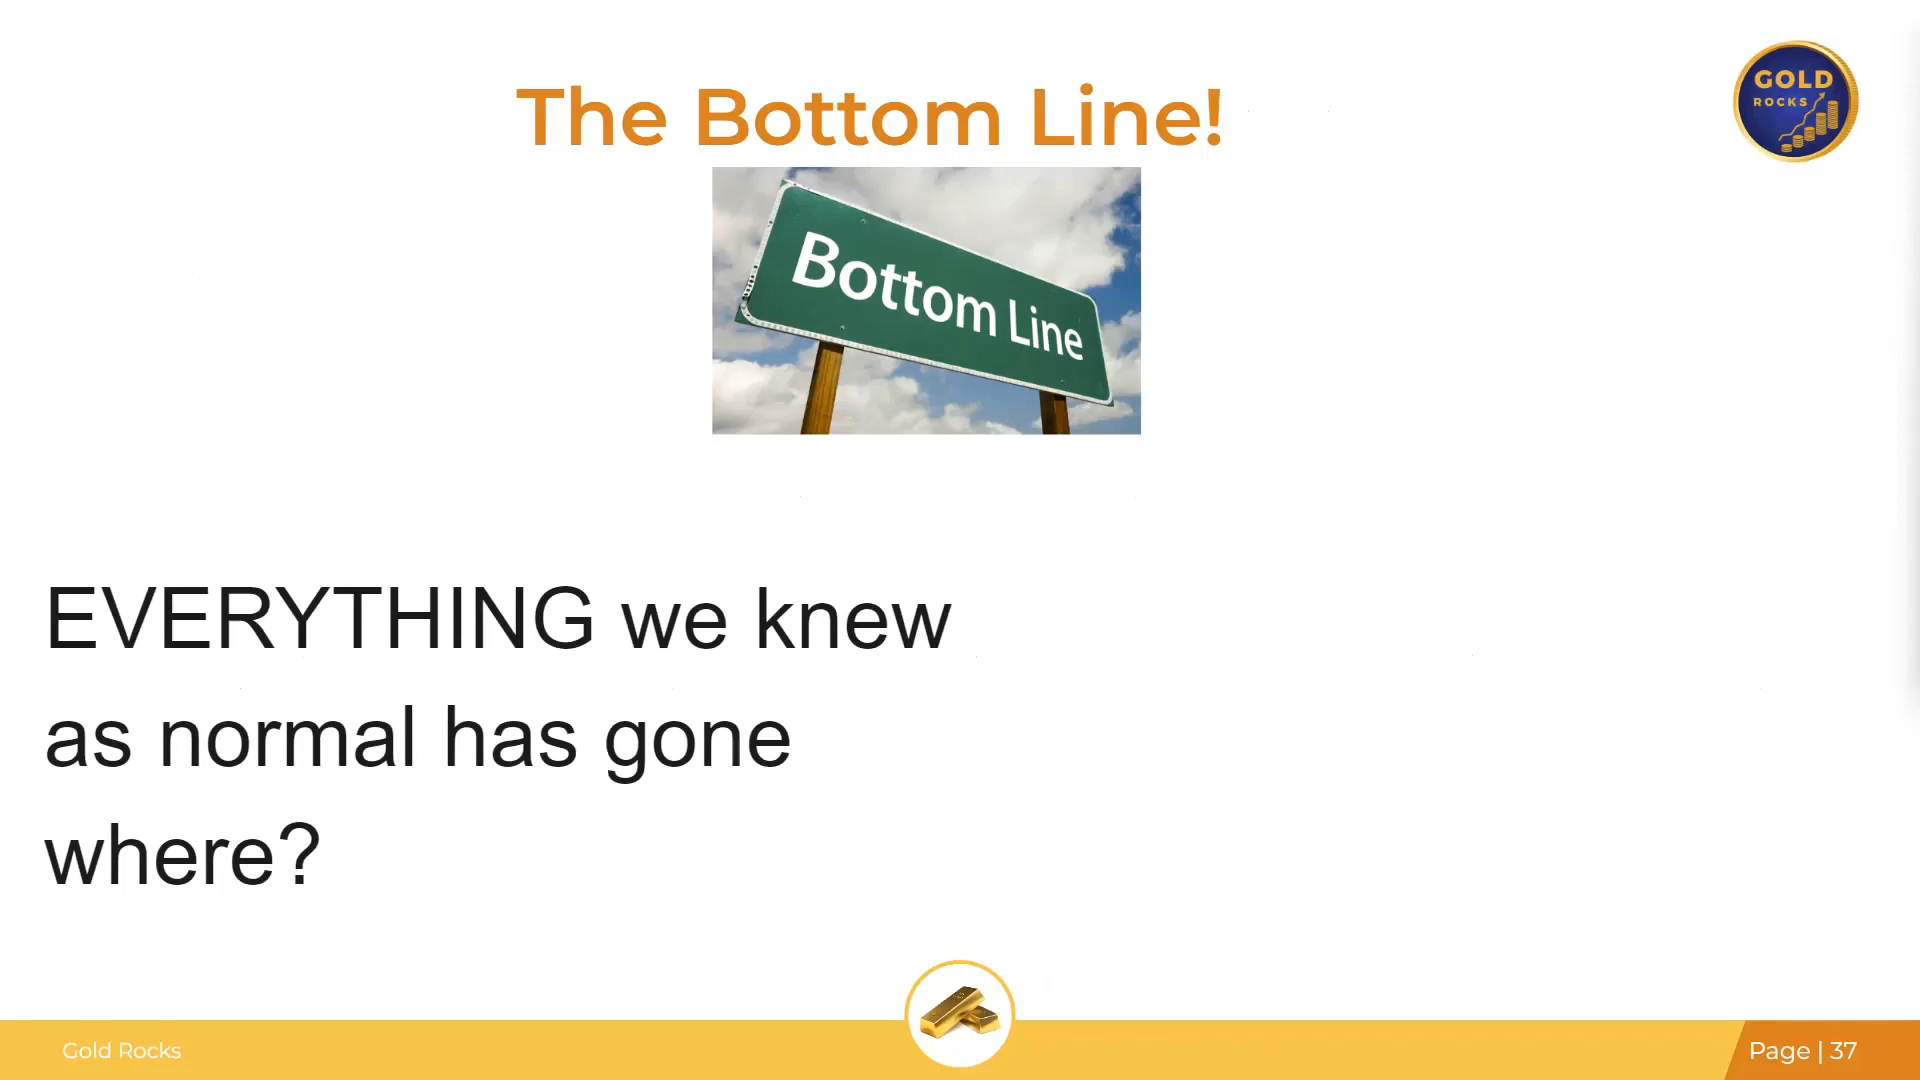 The Bottom Line!
GOLD
ROCKS
Bottom Line
EVERYTHING we knew
as normal has gone
where?
Gold Rocks
Page | 37